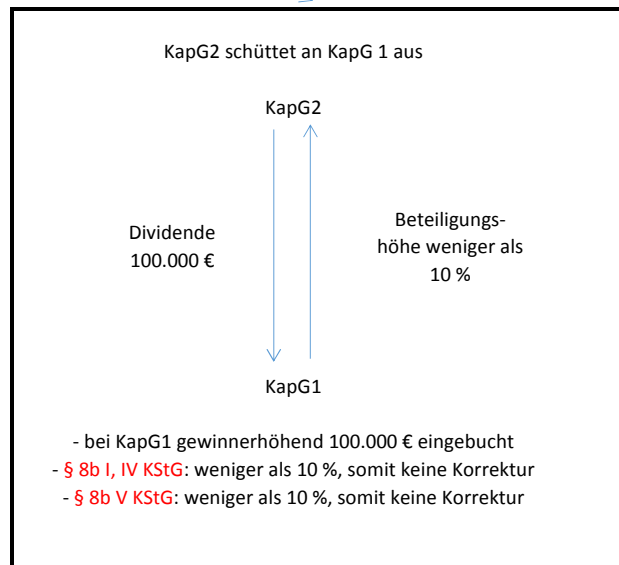 KapG2 schüttet an KapG 1 aus
KapG2
Dividende
100.000 €
Beteiligungs-
höhe weniger als
10 %
KapG1
- bei KapG1 gewinnerhöhend 100.000 € eingebucht
- § 8b I, IV KStG: weniger als 10 %, somit keine Korrektur
- § 8b V KStG: weniger als 10 %, somit keine Korrektur